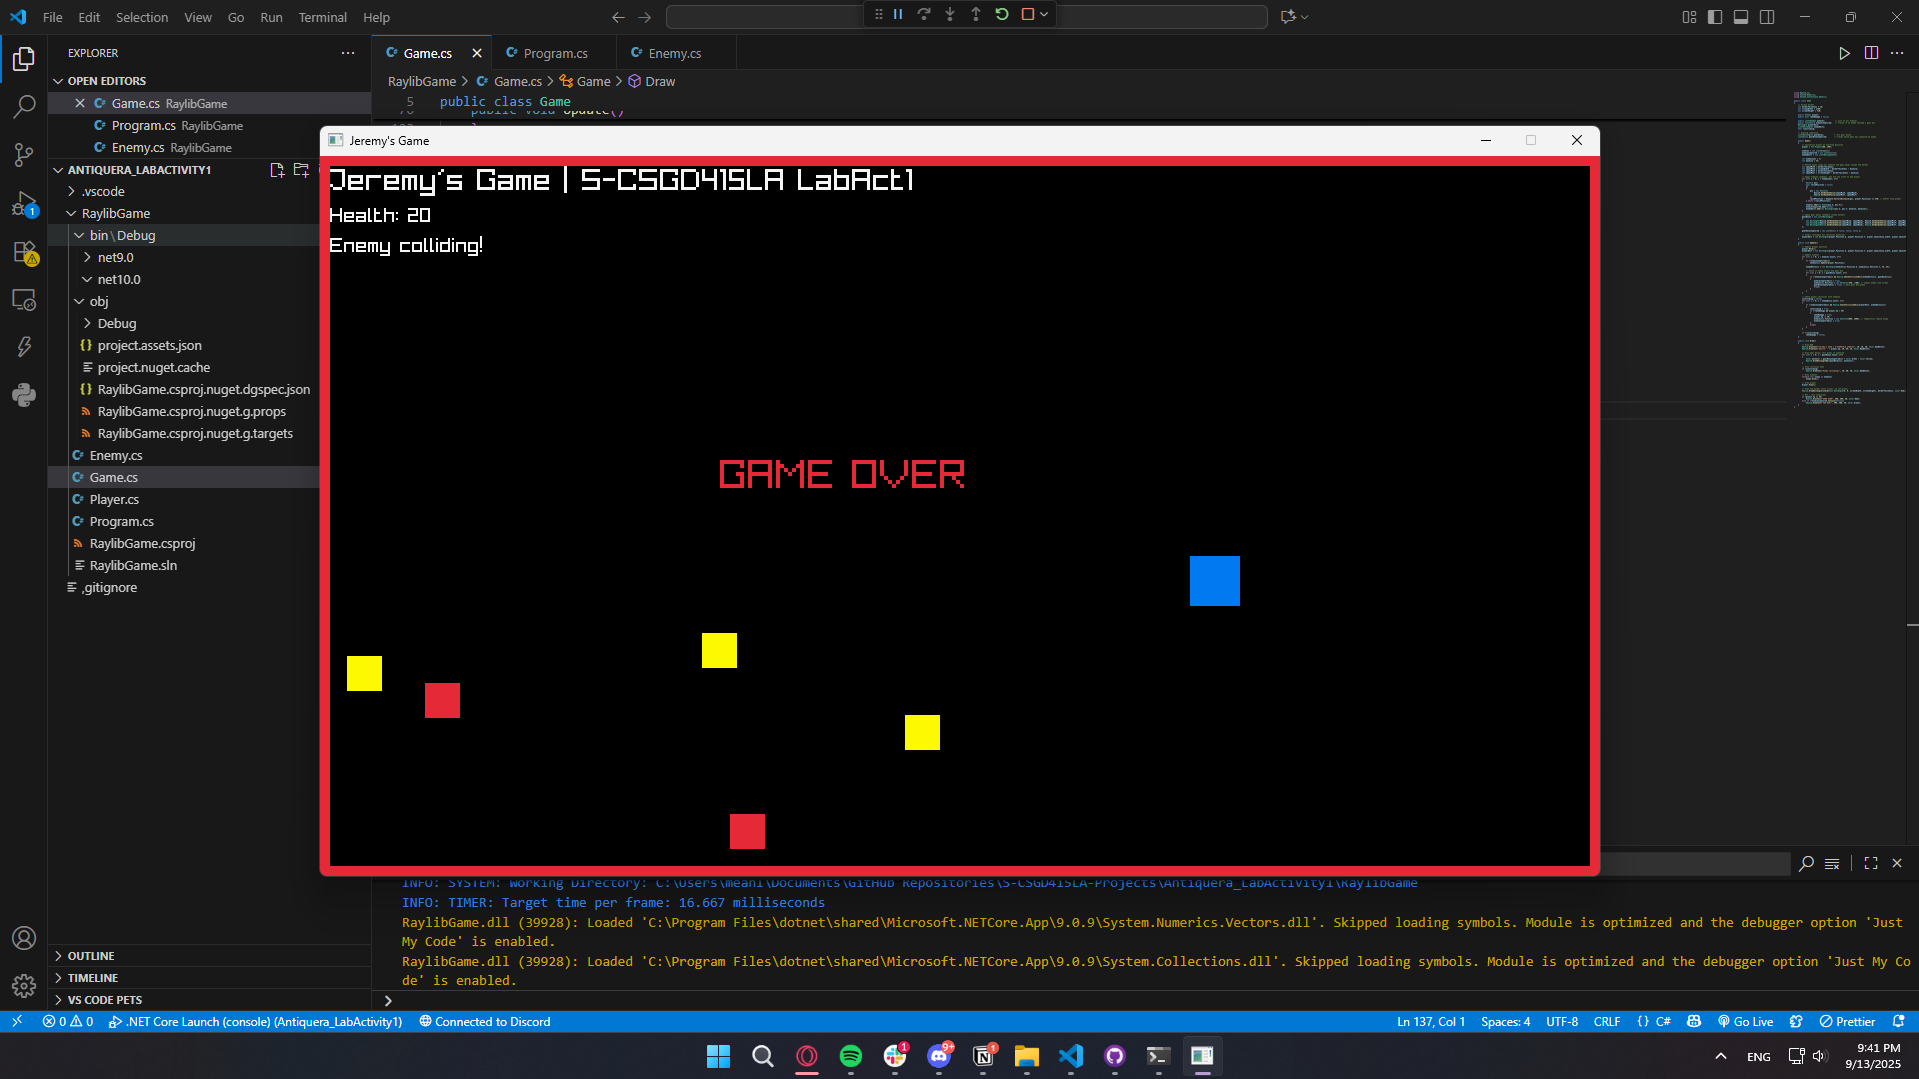 File Edit Selection View Go Run Terminal Help
EXPLORER
OPEN EDITORS
Game.cs RaylibGame
Program.cs RaylibGame
Enemy.cs RaylibGame
ANTIQUERA_LABACTIVITY1
.vscode
RaylibGame
bin\Debug
net9.0
net10.0
obj
Debug
project.assets.json
project.nuget.cache
RaylibGame.csproj.nuget.dgspec.json
RaylibGame.csproj.nuget.g.props
RaylibGame.csproj.nuget.g.targets
Enemy.cs
Game.cs
Player.cs
Program.cs
RaylibGame.csproj
RaylibGame.sln
.gitignore
OUTLINE
TIMELINE
VS CODE PETS
Game.cs Program.cs Enemy.cs
RaylibGame > Game.cs > Game > Draw
5 public class Game
public void Update()
Jeremy's Game
Jeremy's Game | S-CSGD415LA LabAct1
Health: 20
Enemy colliding!
GAME OVER
INFO: SYSTEM: Working Directory: C:\Users\meanl\Documents\GitHub Repositories\S-CSGD415LA-Projects\Antiquera_LabActivity1\RaylibGame
INFO: TIMER: Target time per frame: 16.667 milliseconds
RaylibGame.dll (39928): Loaded 'C:\Program Files\dotnet\shared\Microsoft.NETCore.App\9.0.9\System.Numerics.Vectors.dll'. Skipped loading symbols. Module is optimized and the debugger option 'Just
My Code' is enabled.
RaylibGame.dll (39928): Loaded 'C:\Program Files\dotnet\shared\Microsoft.NETCore.App\9.0.9\System.Collections.dll'. Skipped loading symbols. Module is optimized and the debugger option 'Just My Co
de' is enabled.
0 0 .NET Core Launch (console) (Antiquera_LabActivity1) Connected to Discord
Ln 137, Col 1 Spaces: 4 UTF-8 CRLF {} C# Go Live Prettier
1
1
9+
1
ENG
9:41 PM
9/13/2025